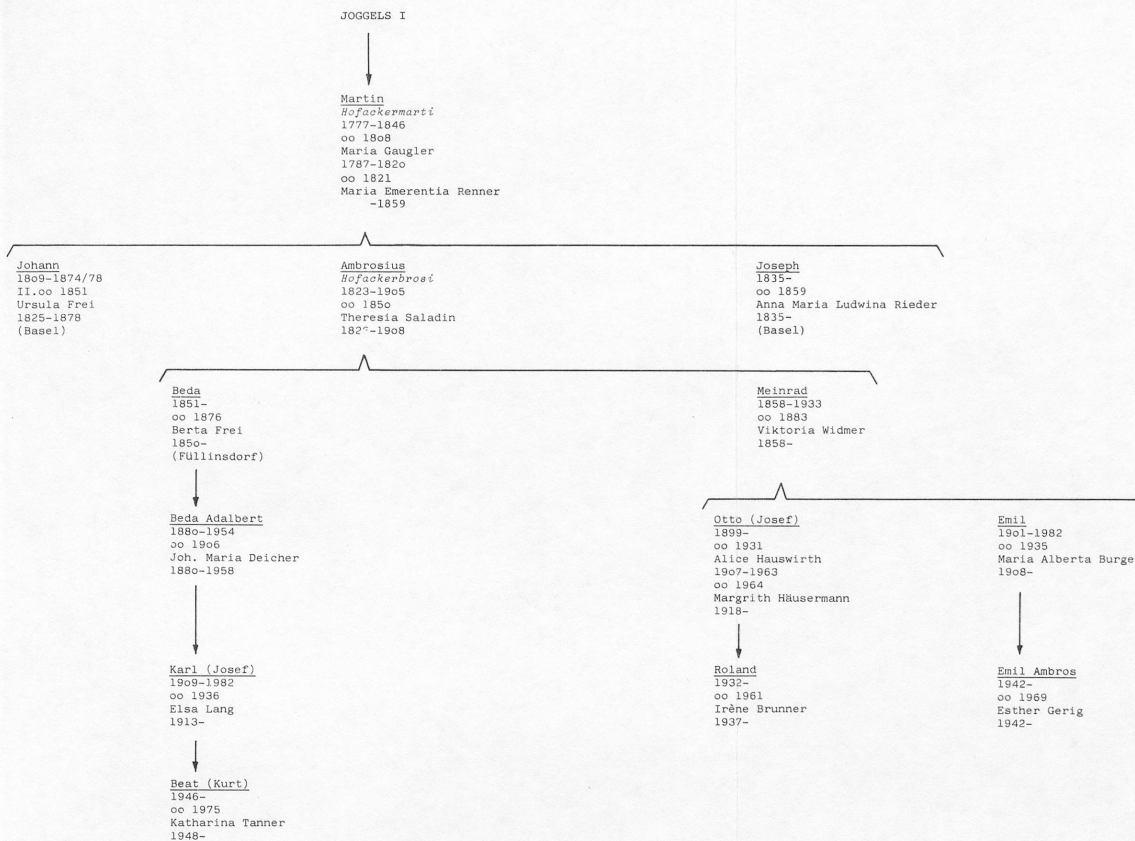 JOGGELS I
Martin
Hofackermarti
1777-1846
oo 18o8
Maria Gaugler
1787-182o
oo 1821
Maria Emerentia Renner
-1859
Johann
18o9-1874/78
II.oo 1851
Ursula Frei
1825-1878
(Basel)
Ambrosius
Hofackerbrosi
1823-19o5
oo 185o
Theresia Saladin
-19o8
Joseph
1835-
oo 1859
Anna Maria Ludwina Rieder
1835-
(Basel)
Beda
1851-
oo 1876
Berta Frei
185o-
(Füllinsdorf)
Meinrad
1858-1933
oo 1883
Viktoria Widmer
1858-
Beda Adalbert
188o-1954
oo 19o6
Joh. Maria Deicher
188o-1958
Otto (Josef)
1899-
oo 1931
Alice Hauswirth
19o7-1963
oo 1964
Margrith Häusermann
1918-
Emil
19o1-1982
oo 1935
Maria Alberta Burge
19o8-
Karl (Josef)
19o9-1982
oo 1936
Elsa Lang
1913-
Roland
1932-
oo 1961
Irène Brunner
1937-
Emil Ambros
1942-
oo 1969
Esther Gerig
1942-
Beat (Kurt)
1946-
oo 1975
Katharina Tanner
1948-